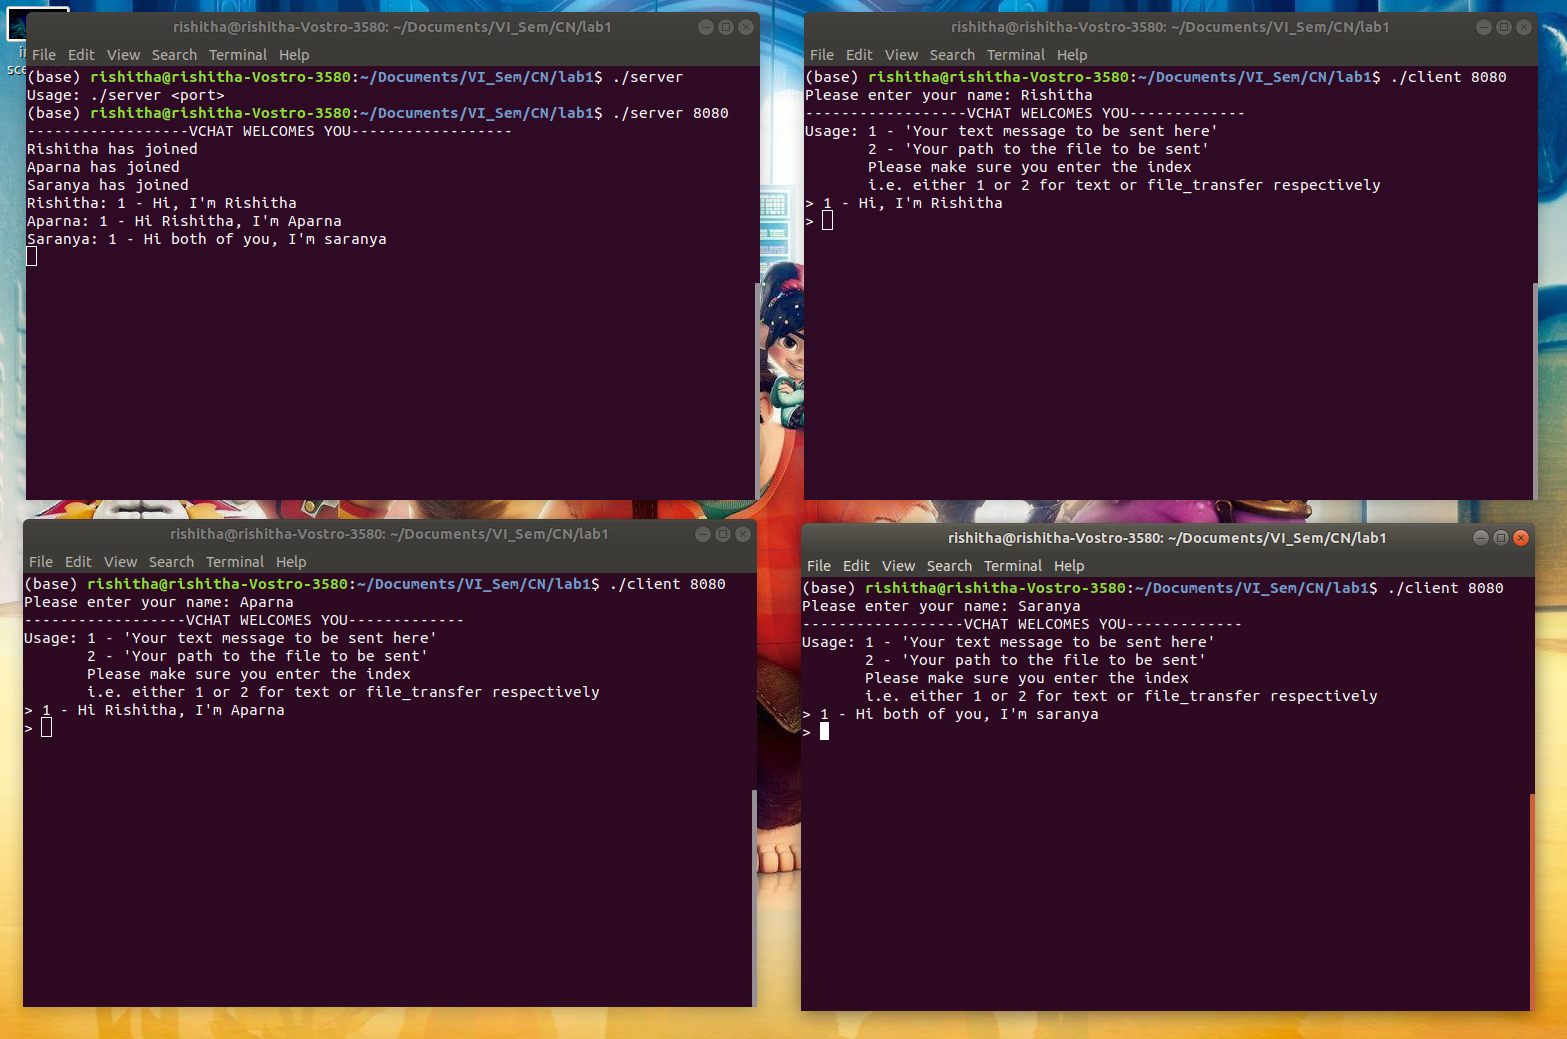 rishitha@rishitha-Vostro-3580: ~/Documents/VI_Sem/CN/lab1
File Edit View Search Terminal Help
(base) rishitha@rishitha-Vostro-3580:~/Documents/VI_Sem/CN/lab1$ ./server
Usage: ./server <port>
(base) rishitha@rishitha-Vostro-3580:~/Documents/VI_Sem/CN/lab1$ ./server 8080
------------------VCHAT WELCOMES YOU------------------
Rishitha has joined
Aparna has joined
Saranya has joined
Rishitha: 1 - Hi, I'm Rishitha
Aparna: 1 - Hi Rishitha, I'm Aparna
Saranya: 1 - Hi both of you, I'm saranya
rishitha@rishitha-Vostro-3580: ~/Documents/VI_Sem/CN/lab1
File Edit View Search Terminal Help
(base) rishitha@rishitha-Vostro-3580:~/Documents/VI_Sem/CN/lab1$ ./client 8080
Please enter your name: Rishitha
------------------VCHAT WELCOMES YOU-------------
Usage: 1 - 'Your text message to be sent here'
2 - 'Your path to the file to be sent'
Please make sure you enter the index
i.e. either 1 or 2 for text or file_transfer respectively
> 1 - Hi, I'm Rishitha
>
rishitha@rishitha-Vostro-3580: ~/Documents/VI_Sem/CN/lab1
File Edit View Search Terminal Help
(base) rishitha@rishitha-Vostro-3580:~/Documents/VI_Sem/CN/lab1$ ./client 8080
Please enter your name: Aparna
------------------VCHAT WELCOMES YOU-------------
Usage: 1 - 'Your text message to be sent here'
2 - 'Your path to the file to be sent'
Please make sure you enter the index
i.e. either 1 or 2 for text or file_transfer respectively
> 1 - Hi Rishitha, I'm Aparna
>
rishitha@rishitha-Vostro-3580: ~/Documents/VI_Sem/CN/lab1
File Edit View Search Terminal Help
(base) rishitha@rishitha-Vostro-3580:~/Documents/VI_Sem/CN/lab1$ ./client 8080
Please enter your name: Saranya
------------------VCHAT WELCOMES YOU-------------
Usage: 1 - 'Your text message to be sent here'
2 - 'Your path to the file to be sent'
Please make sure you enter the index
i.e. either 1 or 2 for text or file_transfer respectively
> 1 - Hi both of you, I'm saranya
>